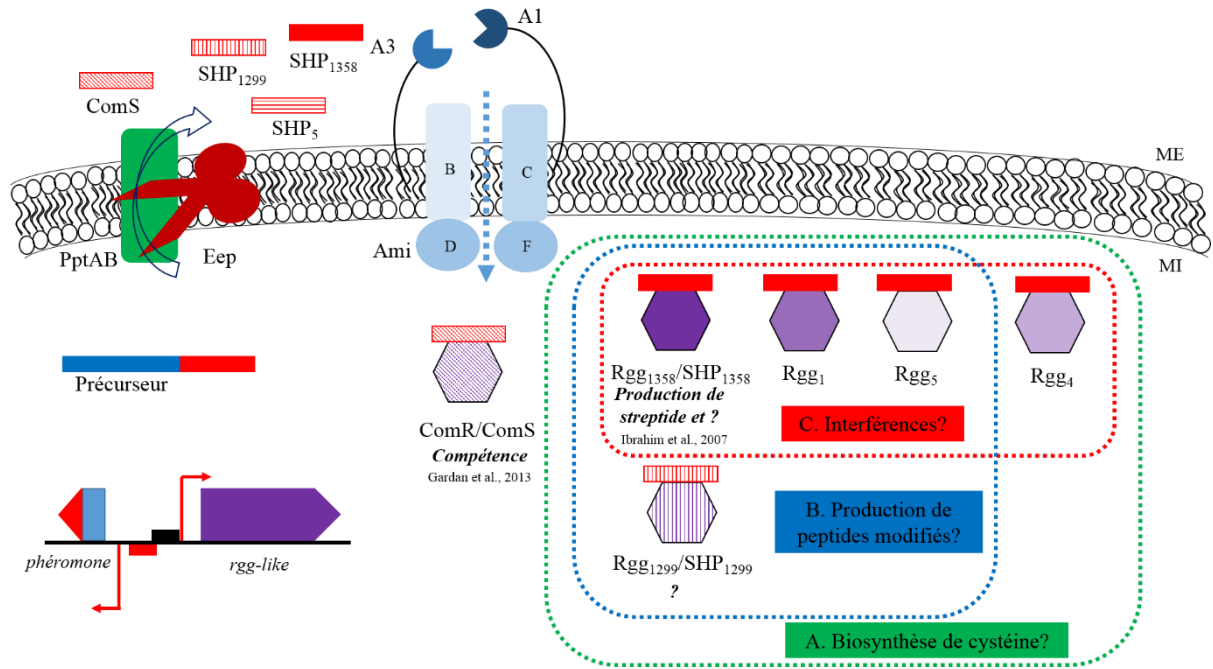 A1
A3
SHP1358
SHP1299
ComS
SHP5
B
C
ME
D
F
Ami
PptAB
Eep
MI
Précurseur
Rgg1358/SHP1358
Production de
streptide et ?
Ibrahim et al., 2007
Rgg1
Rgg5
Rgg4
C. Interférences?
ComR/ComS
Compétence
Gardan et al., 2013
B. Production de
peptides modifiés?
Rgg1299/SHP1299
?
phéromone
rgg-like
A. Biosynthèse de cystéine?